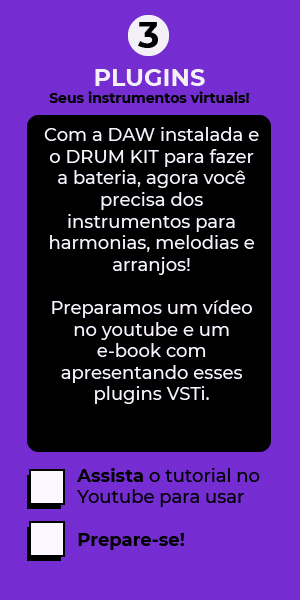 3
PLUGINS
Seus instrumentos virtuais!
Com a DAW instalada e
o DRUM KIT para fazer
a bateria, agora você
precisa dos
instrumentos para
harmonias, melodias e
arranjos!
Preparamos um vídeo
no youtube e um
e-book com
apresentando esses
plugins VSTi.
Assista o tutorial no
Youtube para usar
Prepare-se!